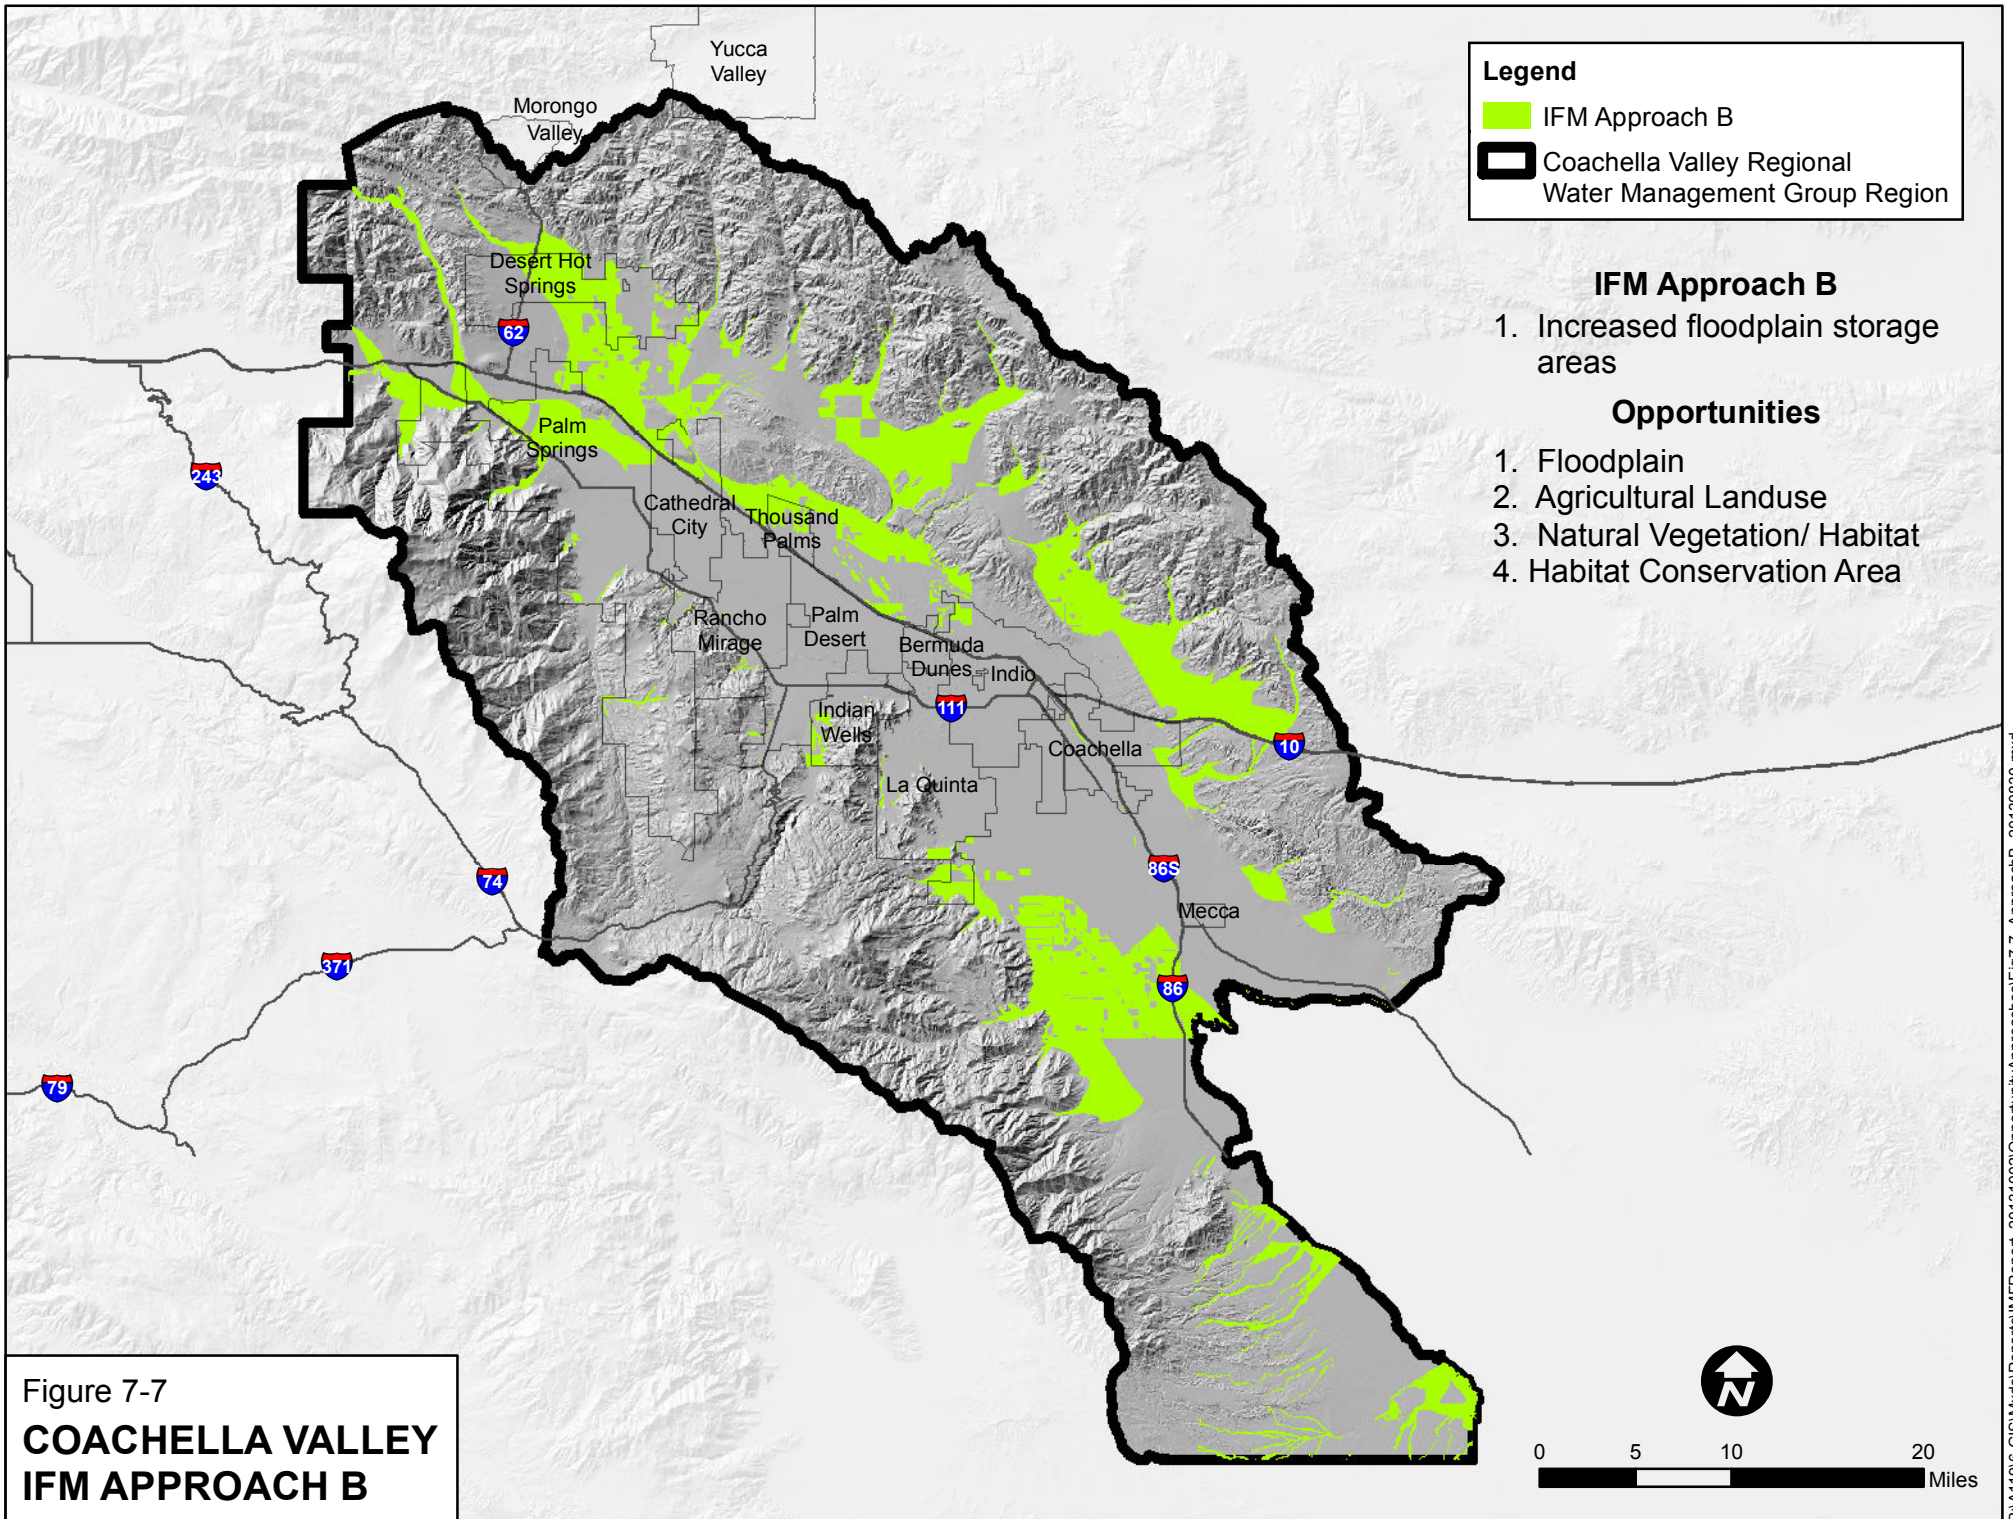 Yucca
Valley
Morongo
Valley
Desert Hot
Springs
62
Palm
Springs
243
Cathedral
City
Thousand
Palms
Rancho
Mirage
Palm
Desert
Bermuda
Dunes
Indio
111
Indian
Wells
10
Coachella
La Quinta
86S
74
Mecca
371
86
79
Legend
IFM Approach B
Coachella Valley Regional
Water Management Group Region
IFM Approach B
1. Increased floodplain storage
areas
Opportunities
1. Floodplain
2. Agricultural Landuse
3. Natural Vegetation/ Habitat
4. Habitat Conservation Area
Figure 7-7
COACHELLA VALLEY
IFM APPROACH B
N
0 5 10 20
Miles